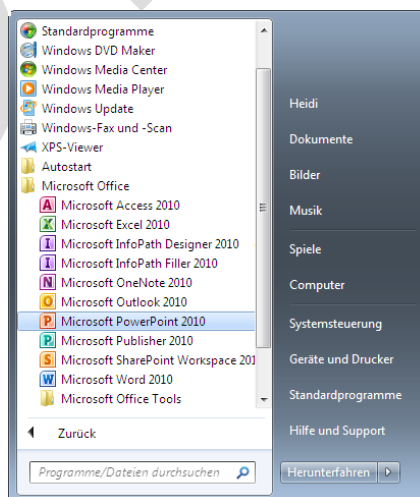 Standardprogramme
Windows DVD Maker
Windows Media Center
Windows Media Player
Windows Update
Windows-Fax und -Scan
XPS-Viewer
Autostart
Microsoft Office
Microsoft Access 2010
Microsoft Excel 2010
Microsoft InfoPath Designer 2010
Microsoft InfoPath Filler 2010
Microsoft OneNote 2010
Microsoft Outlook 2010
Microsoft PowerPoint 2010
Microsoft Publisher 2010
Microsoft SharePoint Workspace 201
Microsoft Word 2010
Microsoft Office Tools
Zurück
Programme/Dateien durchsuchen
Heidi
Dokumente
Bilder
Musik
Spiele
Computer
Systemsteuerung
Geräte und Drucker
Standardprogramme
Hilfe und Support
Herunterfahren